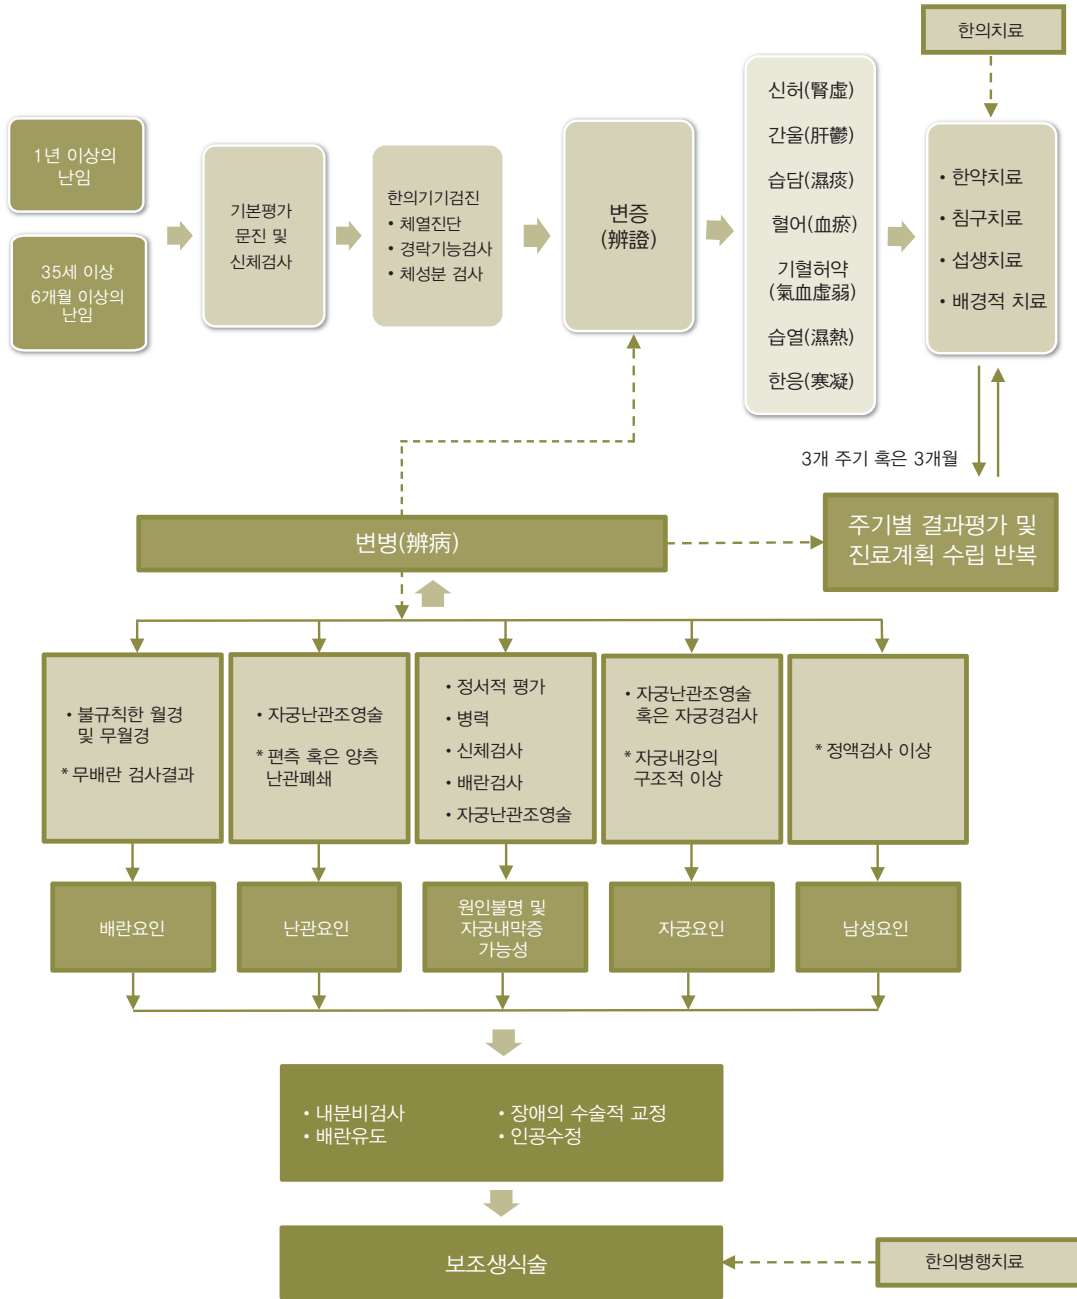 한의치료
1년 이상의
난임
35세 이상
6개월 이상의
난임
기본평가
문진 및
신체검사
한의기기검진
• 체열진단
• 경락기능검사
• 체성분 검사
변증
(辨證)
신허(腎虛)
간울(肝鬱)
습담(濕痰)
혈어(血瘀)
기혈허약
(氣血虛弱)
습열(濕熱)
한응(寒凝)
• 한약치료
• 침구치료
• 섭생치료
• 배경적 치료
3개 주기 혹은 3개월
변병(辨病)
주기별 결과평가 및
진료계획 수립 반복
• 불규칙한 월경
및 무월경
* 무배란 검사결과
• 자궁난관조영술
* 편측 혹은 양측
난관폐쇄
• 정서적 평가
• 병력
• 신체검사
• 배란검사
• 자궁난관조영술
• 자궁난관조영술
혹은 자궁경검사
* 자궁내강의
구조적 이상
* 정액검사 이상
배란요인
난관요인
원인불명 및
자궁내막증
가능성
자궁요인
남성요인
• 내분비검사
• 배란유도
• 장애의 수술적 교정
• 인공수정
보조생식술
한의병행치료